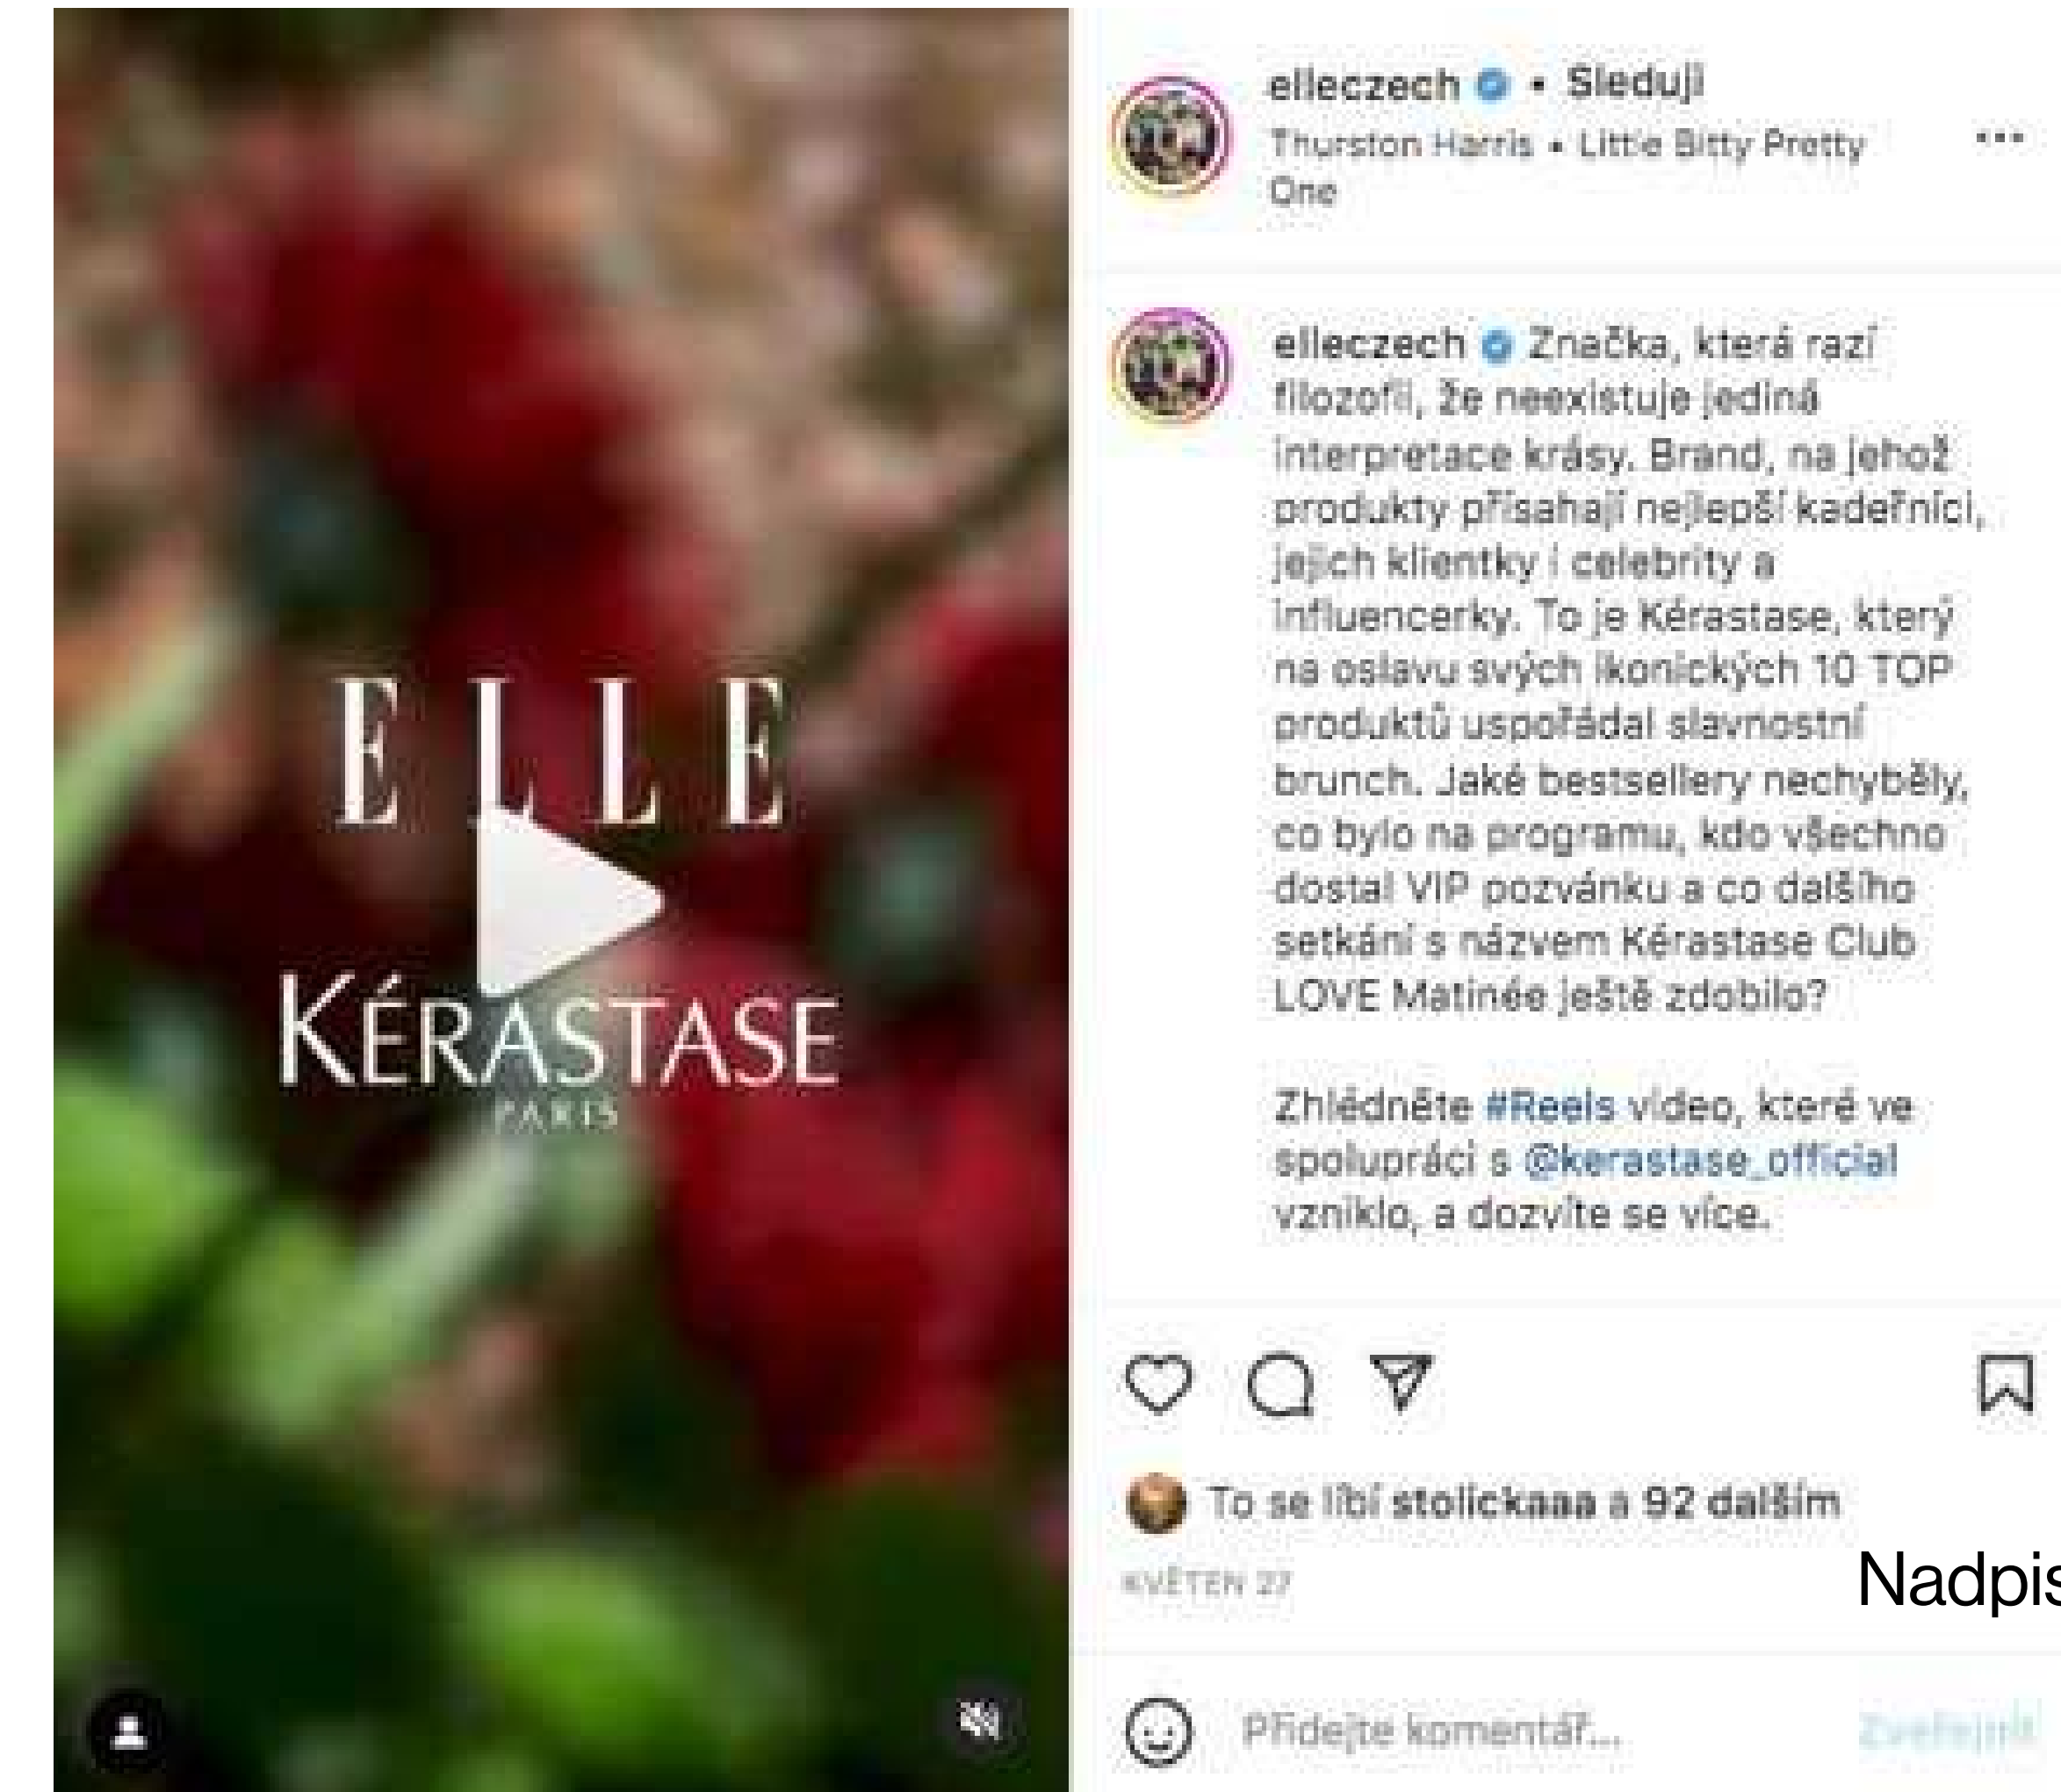 ELLE
KÉRASTASE
PARIS
elleczech • Sleduji
Thurston Harris • Little Bitty Pretty
One
elleczech Značka, která razí
filozofii, že neexistuje jediná
interpretace krásy. Brand, na jehož
produkty přísahají nejlepší kadeřníci,
jejich klientky i celebrity a
influencerky. To je Kérastase, který
na oslavu svých ikonických 10 TOP
produktů uspořádal slavnostní
brunch. Jaké bestsellery nechyběly,
co bylo na programu, kdo všechno
dostal VIP pozvánku a co dalšího
setkání s názvem Kérastase Club
LOVE Matinée ještě zdobilo?
Zhlédněte #Reels video, které ve
spolupráci s @kerastase_official
vzniklo, a dozvíte se více.
To se líbí stolickaaa a 92 dalším
KVĚTEN 27
Nadpis
Přidejte komentář...
Zveřejnit